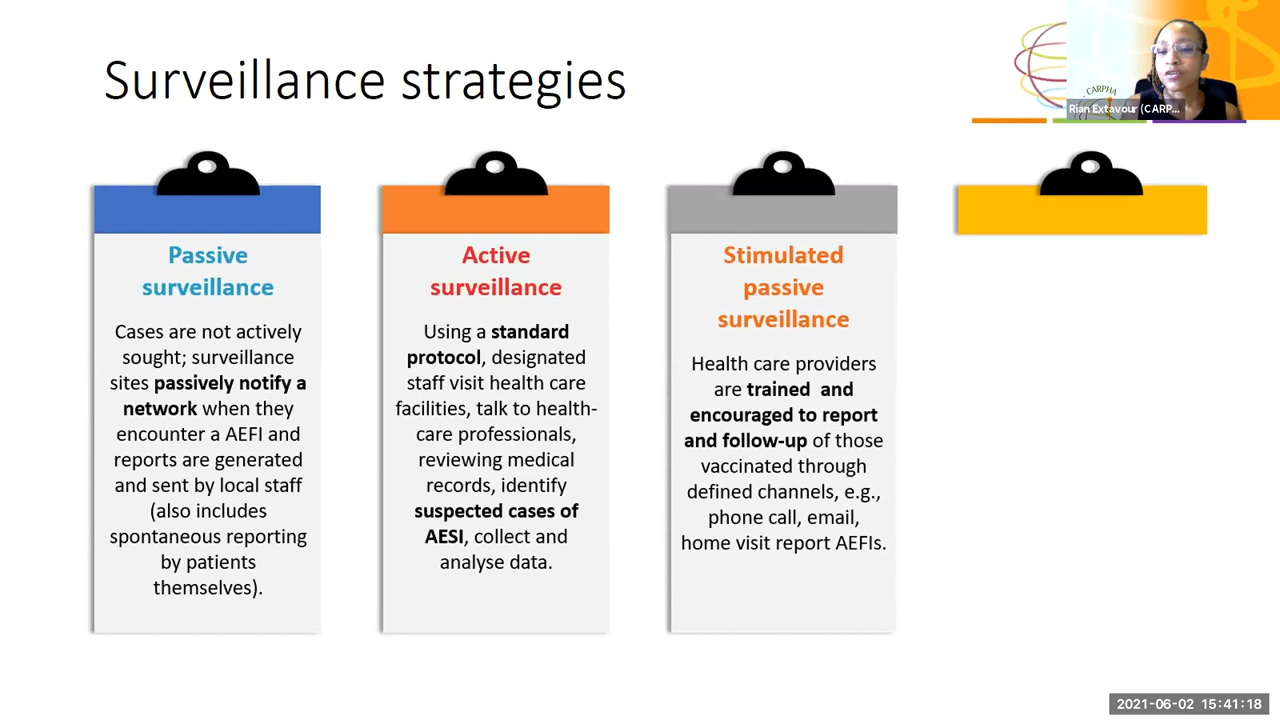 Surveillance strategies
CARPHA
Rian Extavour (CARP...
Passive
surveillance
Cases are not actively
sought; surveillance
sites passively notify a
network when they
encounter a AEFI and
reports are generated
and sent by local staff
(also includes
spontaneous reporting
by patients
themselves).
Active
surveillance
Using a standard
protocol, designated
staff visit health care
facilities, talk to health-
care professionals,
reviewing medical
records, identify
suspected cases of
AESI, collect and
analyse data.
Stimulated
passive
surveillance
Health care providers
are trained  and
encouraged to report
and follow-up of those
vaccinated through
defined channels, e.g.,
phone call, email,
home visit report AEFIs.
2021-06-02 15:41:18